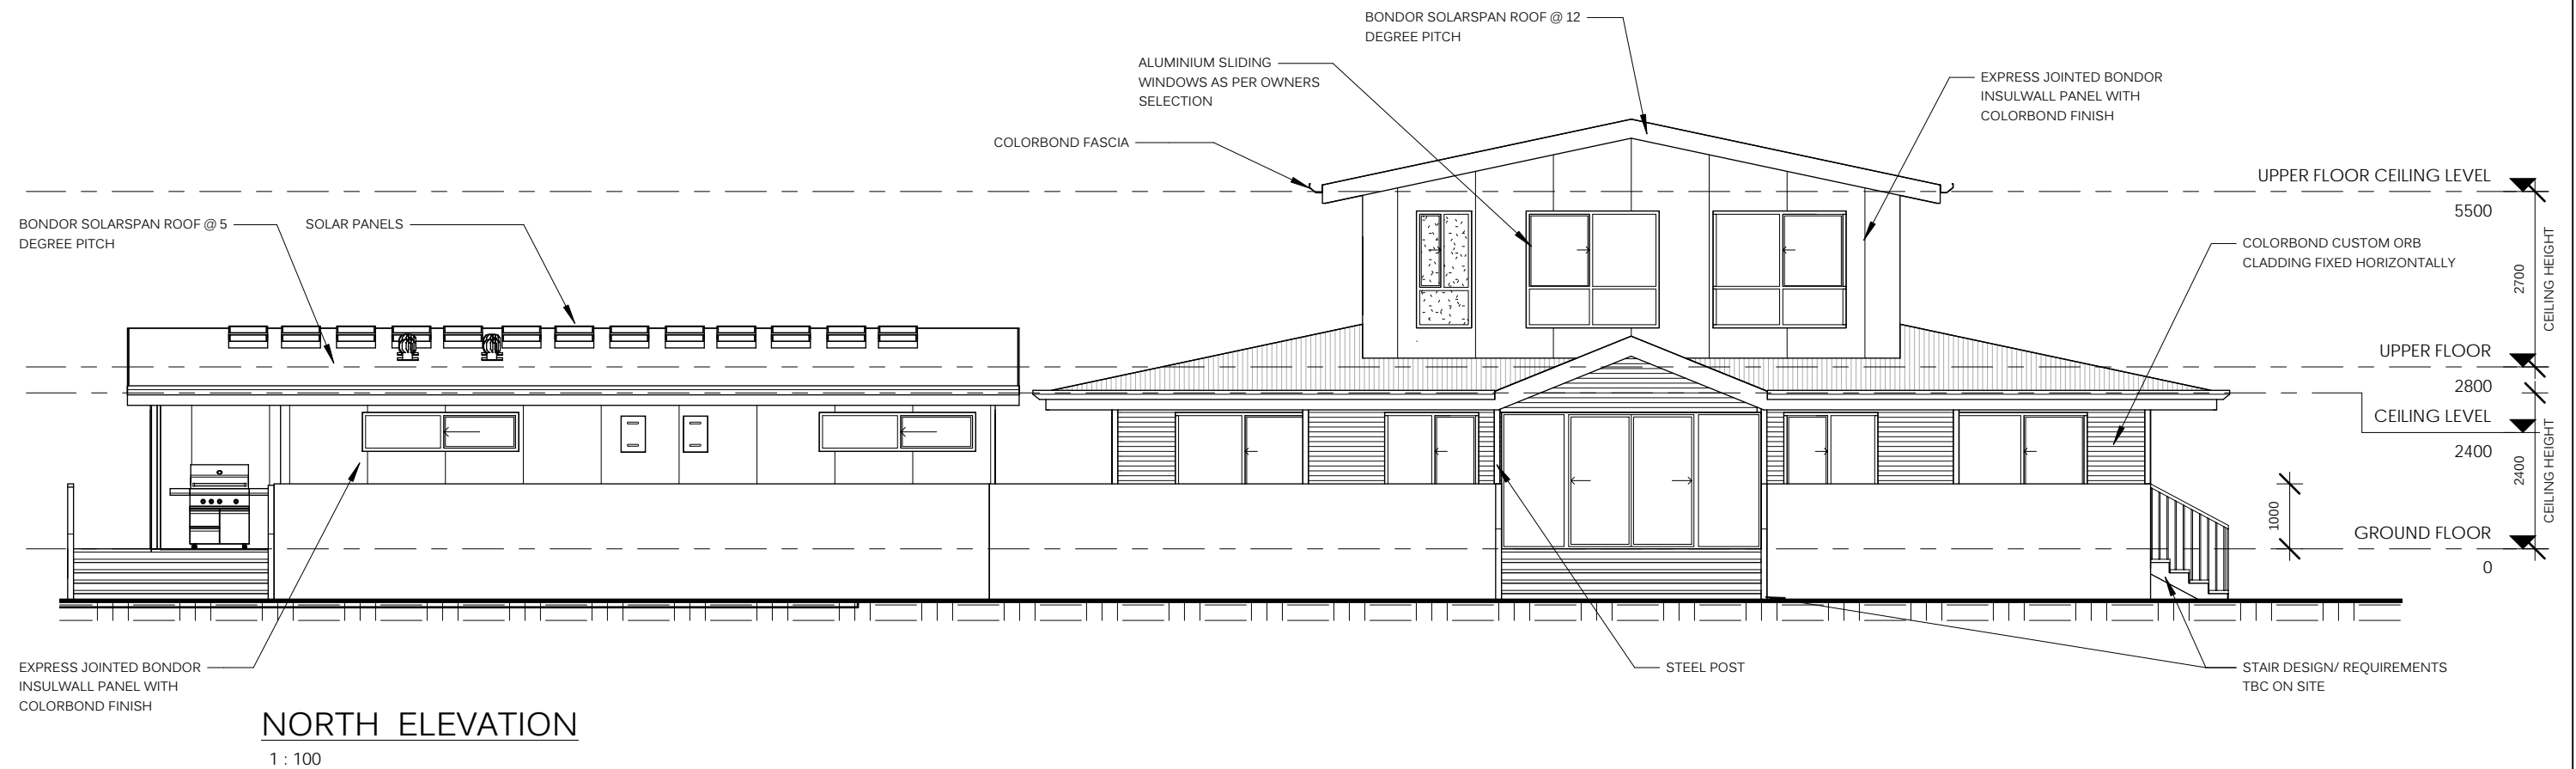 BONDOR SOLARSPAN ROOF @ 12
DEGREE PITCH
ALUMINIUM SLIDING
WINDOWS AS PER OWNERS
SELECTION
EXPRESS JOINTED BONDOR
INSULWALL PANEL WITH
COLORBOND FINISH
COLORBOND FASCIA
UPPER FLOOR CEILING LEVEL
5500
BONDOR SOLARSPAN ROOF @ 5
DEGREE PITCH
SOLAR PANELS
COLORBOND CUSTOM ORB
CLADDING FIXED HORIZONTALLY
2700
CEILING HEIGHT
UPPER FLOOR
2800
CEILING LEVEL
2400
2400
CEILING HEIGHT
1000
GROUND FLOOR
0
EXPRESS JOINTED BONDOR
INSULWALL PANEL WITH
COLORBOND FINISH
STEEL POST
STAIR DESIGN/ REQUIREMENTS
TBC ON SITE
NORTH ELEVATION
1 : 100